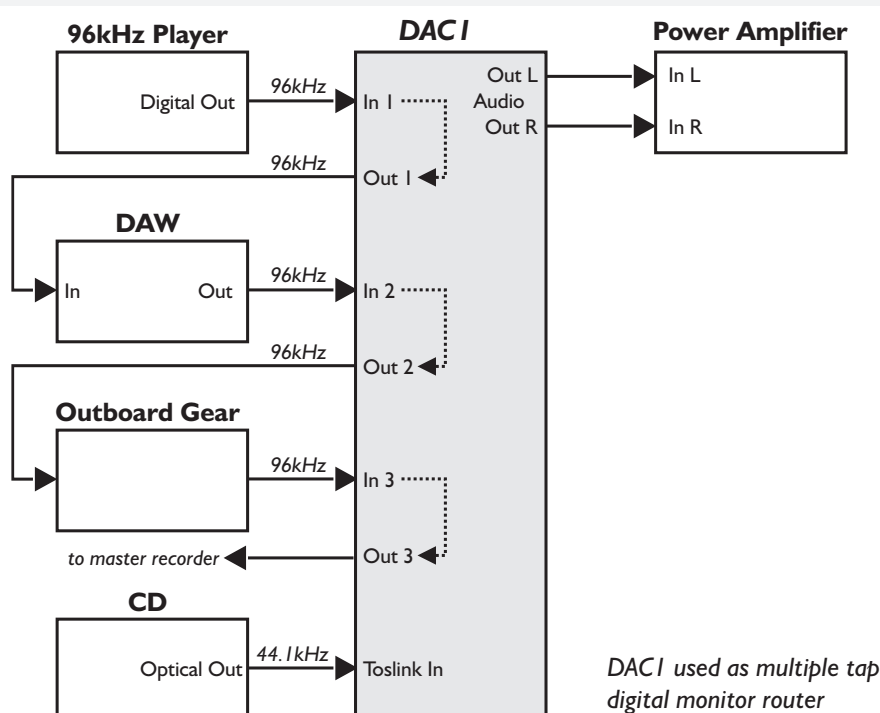 96kHz Player
DAC1
Power Amplifier
Digital Out
96kHz
In 1
Out L
Audio
Out R
In L
In R
96kHz
Out 1
DAW
In
Out
96kHz
In 2
96kHz
Out 2
Outboard Gear
96kHz
In 3
to master recorder
Out 3
CD
Optical Out
44.1kHz
Toslink In
DAC1 used as multiple tap
digital monitor router